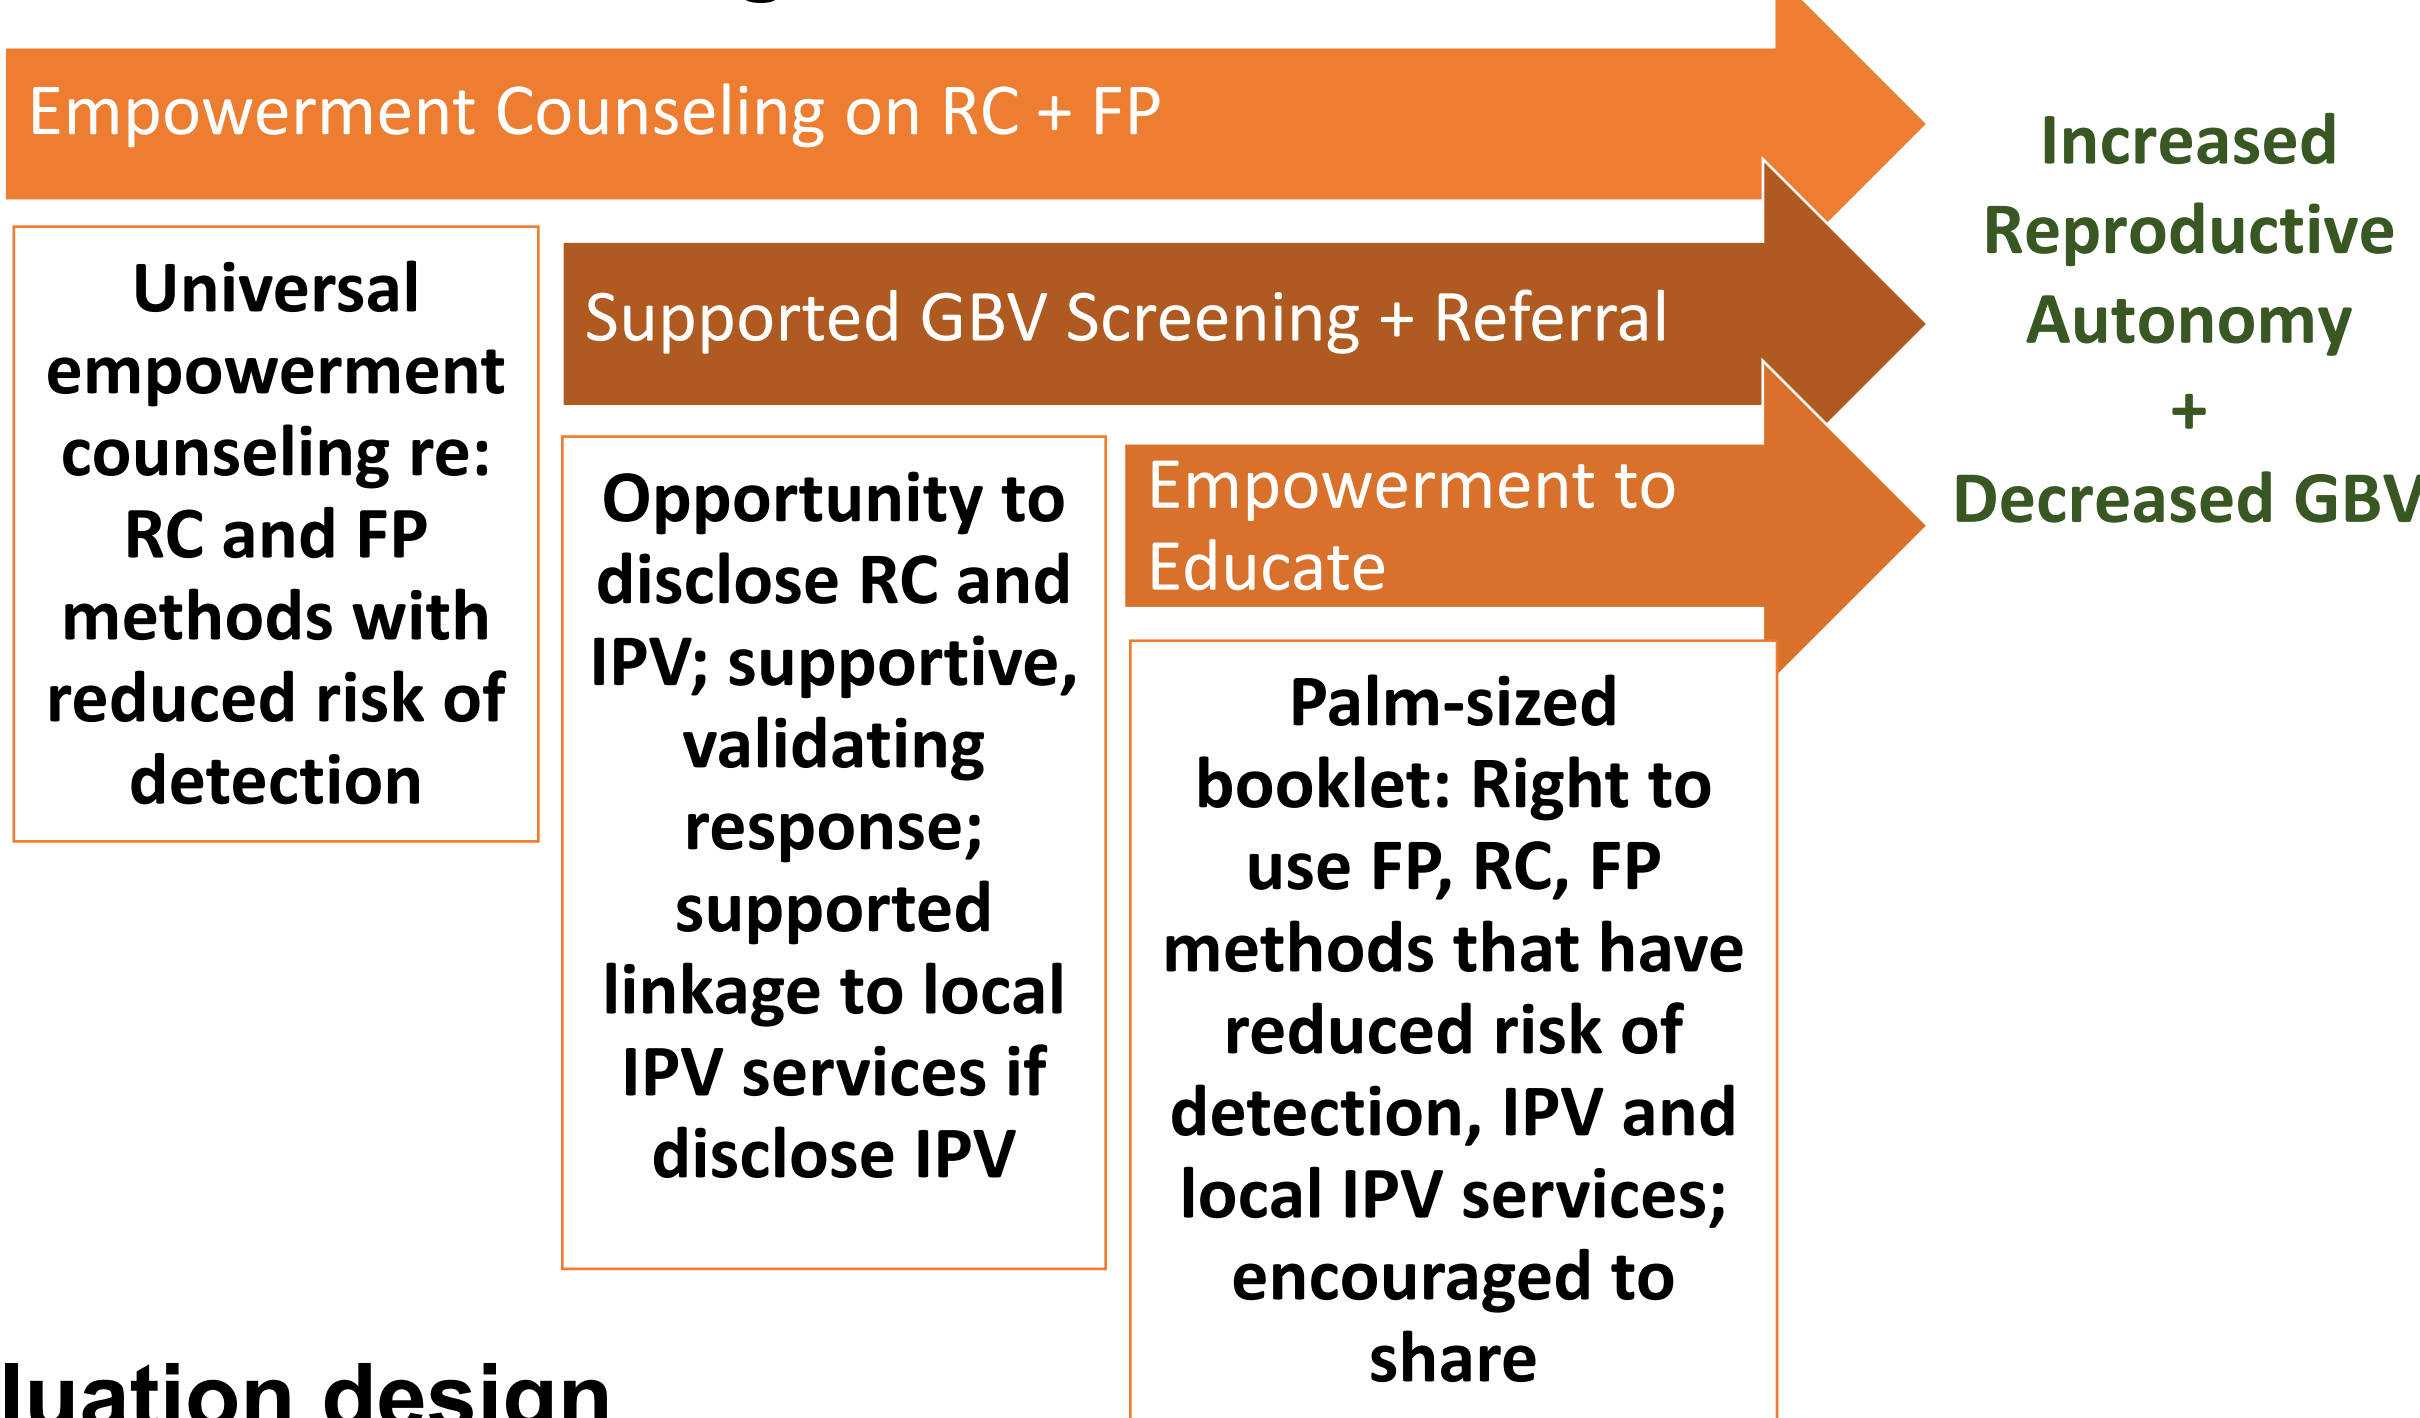 Empowerment Counseling on RC + FP
Universal
empowerment
counseling re:
RC and FP
methods with
reduced risk of
detection
Supported GBV Screening + Referral
Opportunity to
disclose RC and
IPV; supportive,
validating
response;
supported
linkage to local
IPV services if
disclose IPV
Empowerment to
Educate
Palm-sized
booklet: Right to
use FP, RC, FP
methods that have
reduced risk of
detection, IPV and
local IPV services;
encouraged to
share
Increased
Reproductive
Autonomy
+
Decreased GBV
luation design